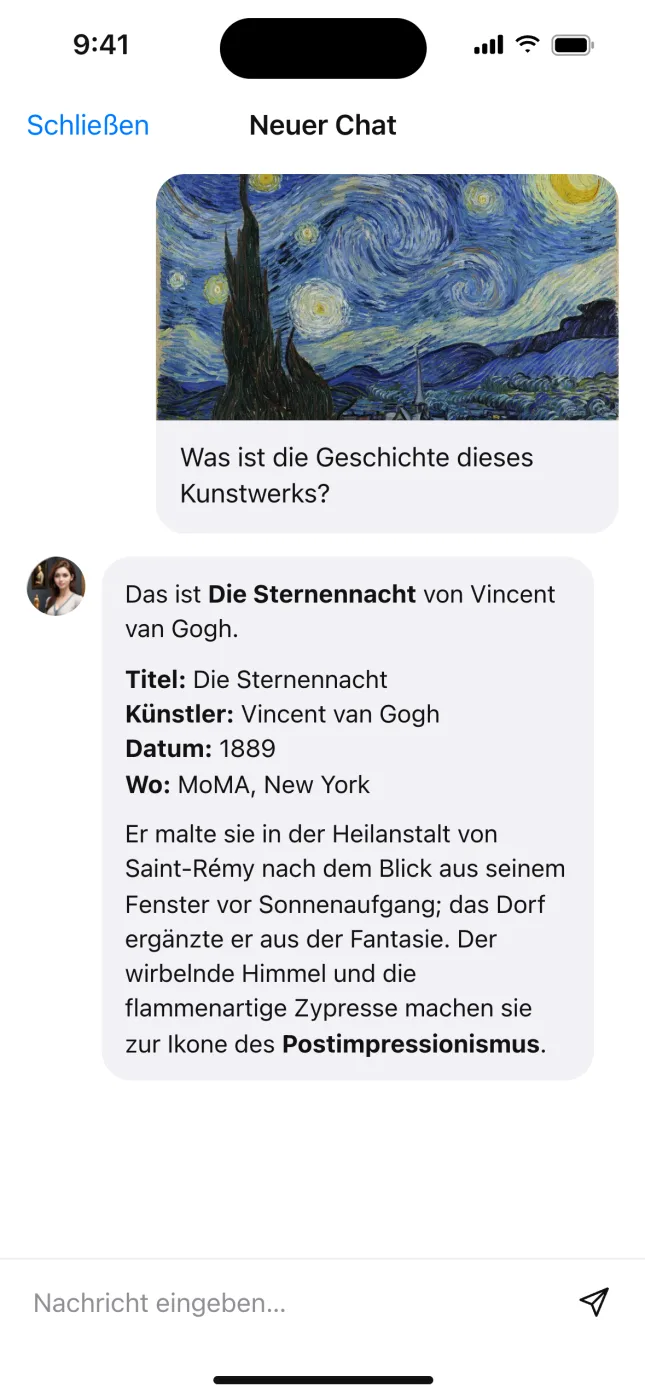 9:41
Schließen
Neuer Chat
Was ist die Geschichte dieses
Kunstwerks?
Das ist Die Sternennacht von Vincent
van Gogh.
Titel: Die Sternennacht
Künstler: Vincent van Gogh
Datum: 1889
Wo: MoMA, New York
Er malte sie in der Heilanstalt von
Saint-Rémy nach dem Blick aus seinem
Fenster vor Sonnenaufgang; das Dorf
ergänzte er aus der Fantasie. Der
wirbelnde Himmel und die
flammenartige Zypresse machen sie
zur Ikone des Postimpressionismus.
Nachricht eingeben...